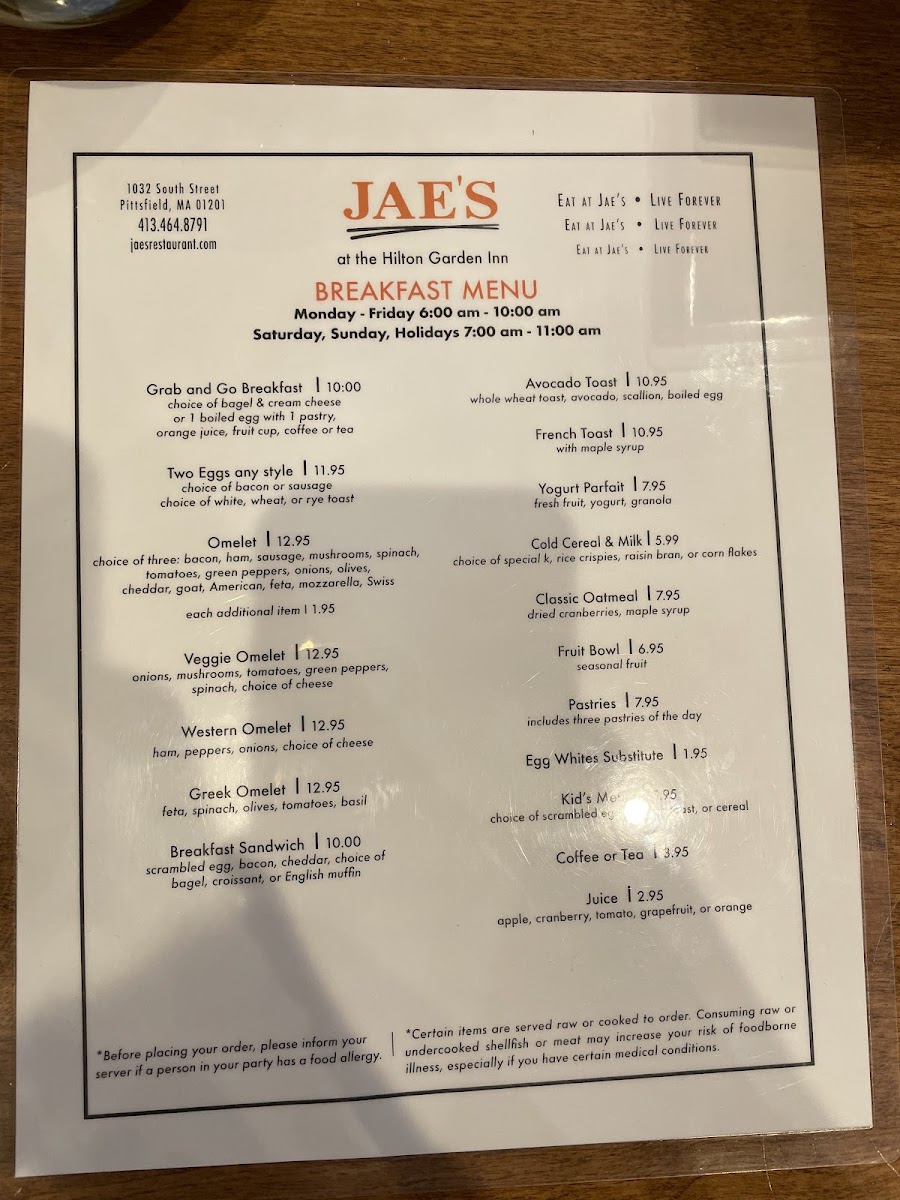 1032 South Street
Pittsfield, MA 01201
413.464.8791
jaesrestaurant.com
JAE'S
at the Hilton Garden Inn
EAT AT JAE'S • LIVE FOREVER
EAT AT JAE'S • LIVE FOREVER
EAT AT JAE'S • LIVE FOREVER
BREAKFAST MENU
Monday - Friday 6:00 am - 10:00 am
Saturday, Sunday, Holidays 7:00 am - 11:00 am
Grab and Go Breakfast | 10:00
choice of bagel & cream cheese
or 1 boiled egg with 1 pastry,
orange juice, fruit cup, coffee or tea
Two Eggs any style | 11.95
choice of bacon or sausage
choice of white, wheat, or rye toast
Omelet | 12.95
choice of three: bacon, ham, sausage, mushrooms, spinach,
tomatoes, green peppers, onions, olives,
cheddar, goat, American, feta, mozzarella, Swiss
each additional item | 1.95
Veggie Omelet | 12.95
onions, mushrooms, tomatoes, green peppers,
spinach, choice of cheese
Western Omelet | 12.95
ham, peppers, onions, choice of cheese
Greek Omelet | 12.95
feta, spinach, olives, tomatoes, basil
Breakfast Sandwich | 10.00
scrambled egg, bacon, cheddar, choice of
bagel, croissant, or English muffin
Avocado Toast | 10.95
whole wheat toast, avocado, scallion, boiled egg
French Toast | 10.95
with maple syrup
Yogurt Parfait | 7.95
fresh fruit, yogurt, granola
Cold Cereal & Milk | 5.99
choice of special k, rice crispies, raisin bran, or corn flakes
Classic Oatmeal | 7.95
dried cranberries, maple syrup
Fruit Bowl | 6.95
seasonal fruit
Pastries | 7.95
includes three pastries of the day
Egg Whites Substitute | 1.95
Kid's
choice of scrambled or cereal
Coffee or Tea | 3.95
Juice | 2.95
apple, cranberry, tomato, grapefruit, or orange
*Before placing your order, please inform your
server if a person in your party has a food allergy.
*Certain items are served raw or cooked to order. Consuming raw or
undercooked shellfish or meat may increase your risk of foodborne
illness, especially if you have certain medical conditions.